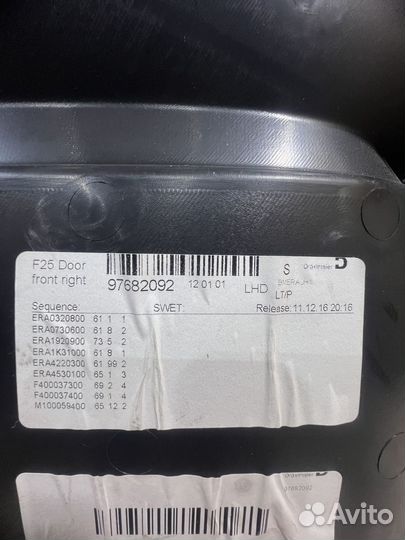 F25 Door
front right
97682092 12 01 01 LHD
S Dräxlmaier D
LT/P
Sequence: SWET: Release: 11.12.16 20:16
ERA0320800 61 1 1
ERA0730600 61 8 2
ERA1920900 73 5 2
ERA1K31000 61 8 1
ERA4220300 61 99 2
ERA4530100 65 1 3
F400037300 69 2 4
F400037400 69 1 4
M100059400 65 12 2
97682092
Avito